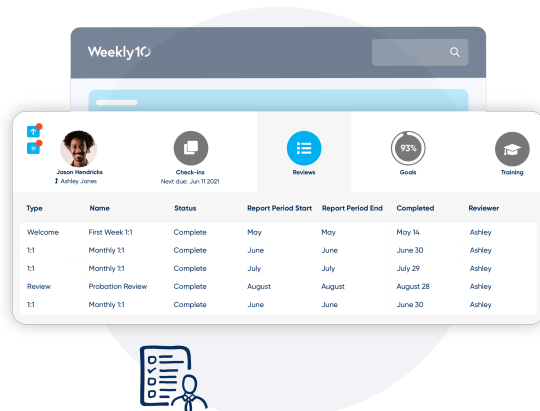 Weekly10
93%
Jason Hendricks
Ashley Jones
Check-ins
Next due: Jun 11 2021
Reviews
Goals
Training
Type Name Status Report Period Start Report Period End Completed Reviewer
Welcome First Week 1:1 Complete May May May 14 Ashley
1:1 Monthly 1:1 Complete June June June 30 Ashley
1:1 Monthly 1:1 Complete July July July 29 Ashley
Review Probation Review Complete August August August 28 Ashley
1:1 Monthly 1:1 Complete June June June 30 Ashley